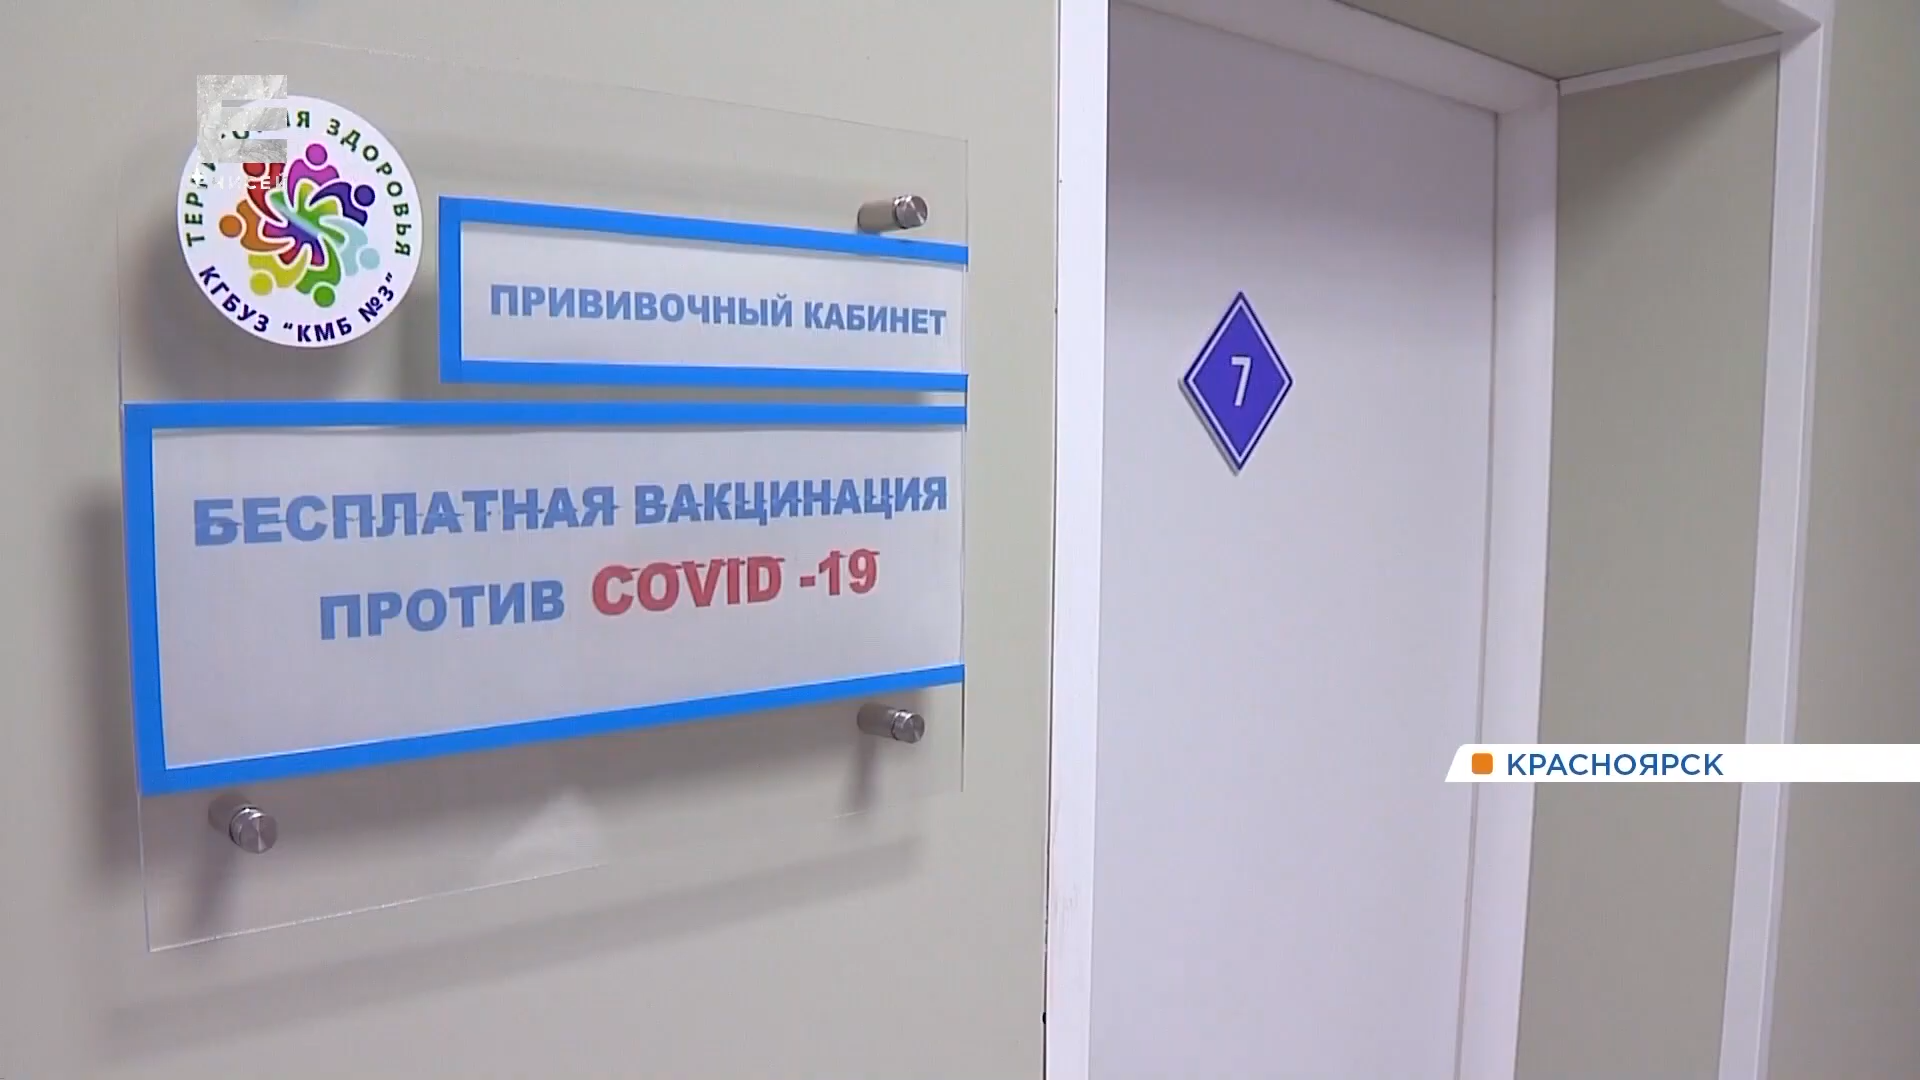 ЗДОРОВЬЯ
КГБУЗ "КМБ №3"
ПРИВИВОЧНЫЙ КАБИНЕТ
БЕСПЛАТНАЯ ВАКЦИНАЦИЯ
ПРОТИВ COVID -19
7
КРАСНОЯРСК